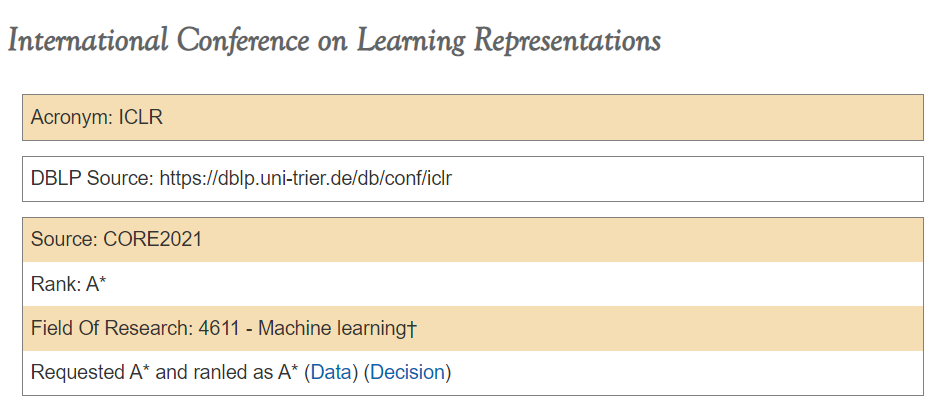 International Conference on Learning Representations
Acronym: ICLR
DBLP Source: https://dblp.uni-trier.de/db/conf/iclr
Source: CORE2021
Rank: A*
Field Of Research: 4611 - Machine learning†
Requested A* and ranled as A* (Data) (Decision)